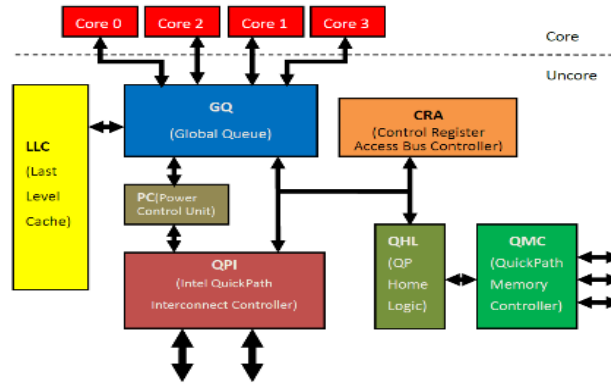 Core 0
Core 2
Core 1
Core 3
Core
Uncore
GQ
(Global Queue)
CRA
(Control Register
Access Bus Controller)
LLC
(Last
Level
Cache)
PC(Power
Control Unit)
QPI
(Intel QuickPath
Interconnect Controller)
QHL
(QP
Home
Logic)
QMC
(QuickPath
Memory
Controller)